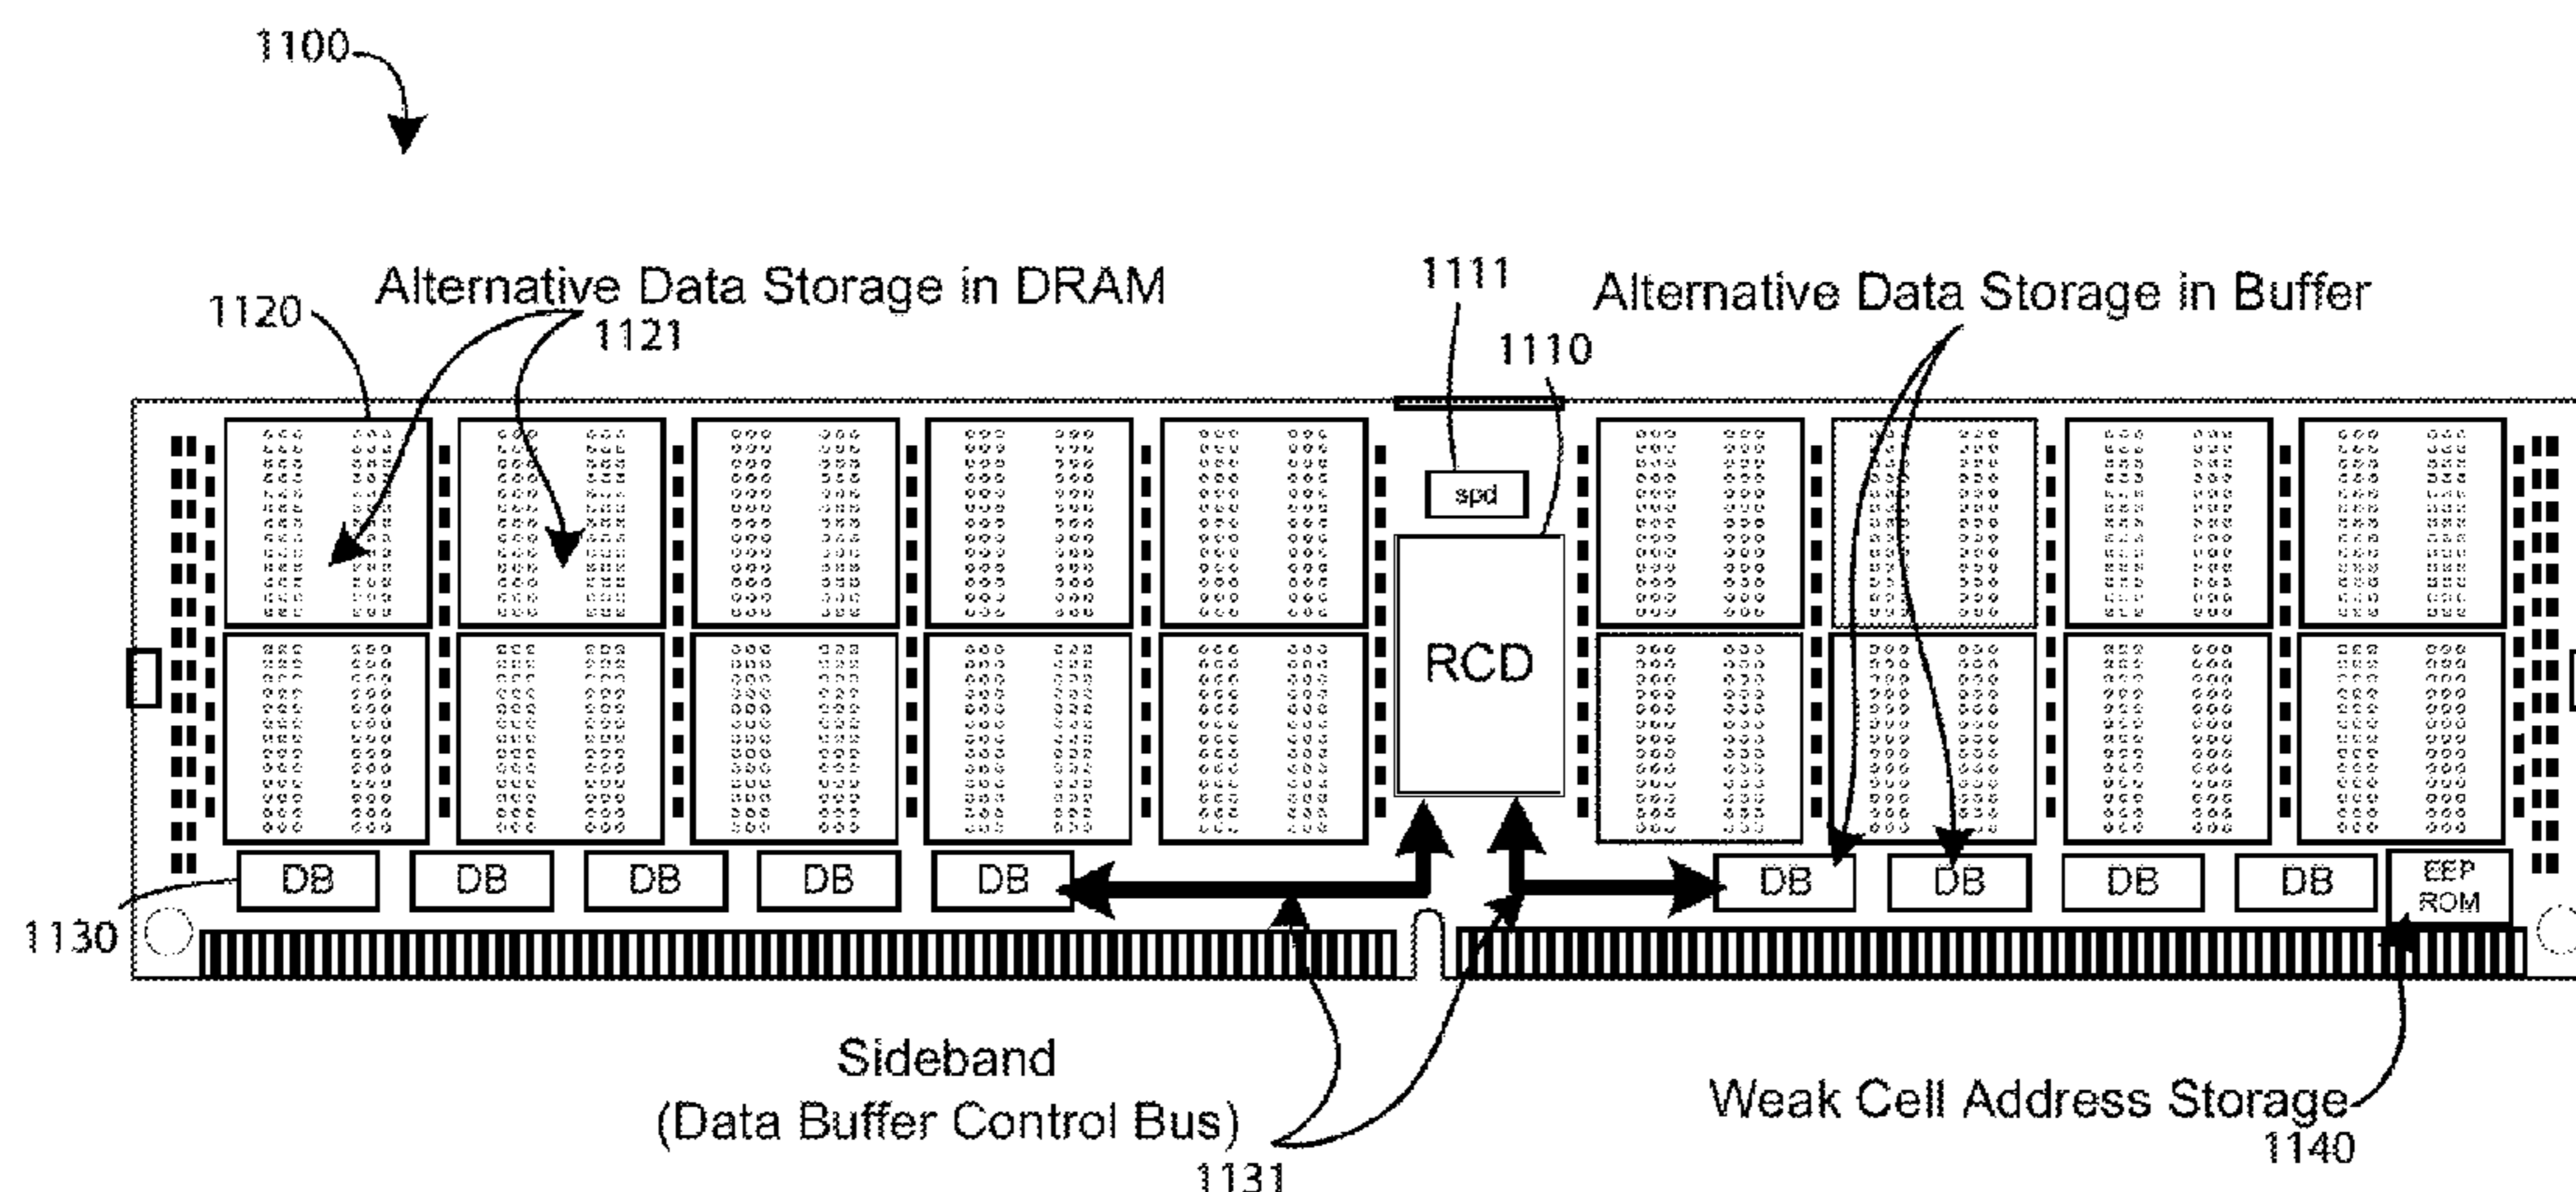 1100
Alternative Data Storage in DRAM
1120
1121
1111
1110
Alternative Data Storage in Buffer
spd
RCD
DB
DB
DB
DB
DB
DB
DB
DB
DB
EEP
ROM
1130
Sideband
(Data Buffer Control Bus)
1131
Weak Cell Address Storage
1140